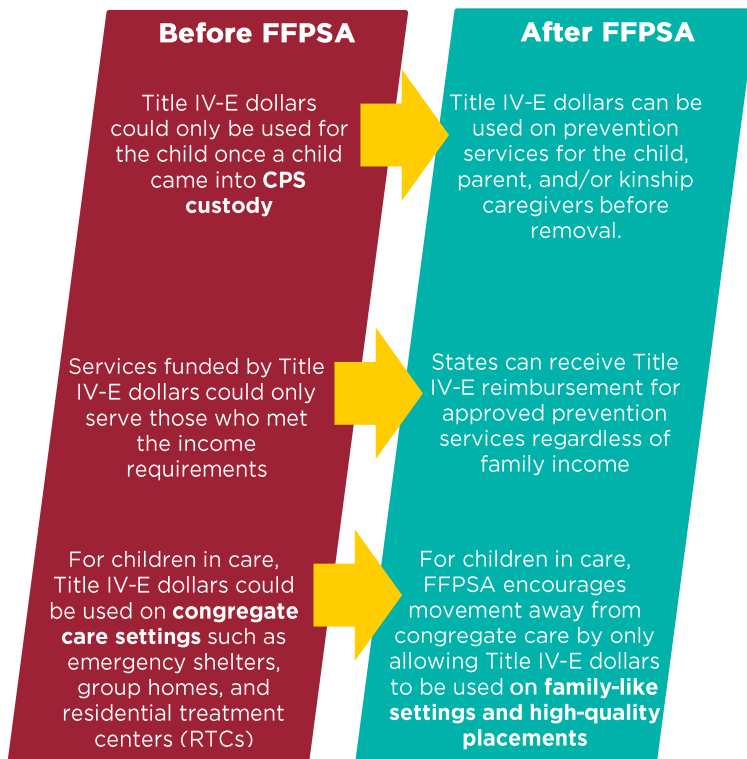 Before FFPSA
After FFPSA
Title IV-E dollars
could only be used for
the child once a child
came into CPS
custody
Title IV-E dollars can be
used on prevention
services for the child,
parent, and/or kinship
caregivers before
removal.
Services funded by Title
IV-E dollars could only
serve those who met
the income
requirements
States can receive Title
IV-E reimbursement for
approved prevention
services regardless of
family income
For children in care,
Title IV-E dollars could
be used on congregate
care settings such as
emergency shelters,
group homes, and
residential treatment
centers (RTCs)
For children in care,
FFPSA encourages
movement away from
congregate care by only
allowing Title IV-E dollars
to be used on family-like
settings and high-quality
placements